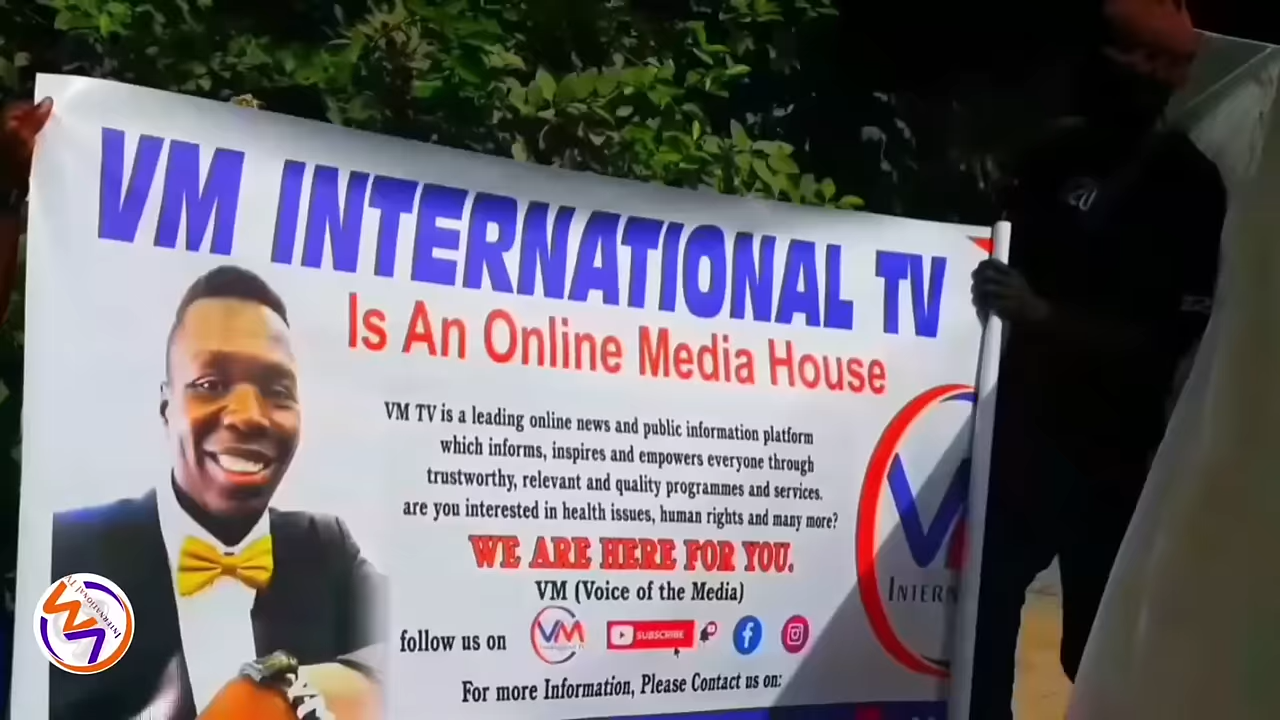 VM INTERNATIONAL TV
Is An Online Media House
VM TV is a leading online news and public information platform
which informs, inspires and empowers everyone through
trustworthy, relevant and quality programmes and services.
are you interested in health issues, human rights and many more?
WE ARE HERE FOR YOU.
VM (Voice of the Media)
follow us on
VM
SUBSCRIBE
For more Information, Please Contact us on:
V
INTERN
INTERNATIONAL TV